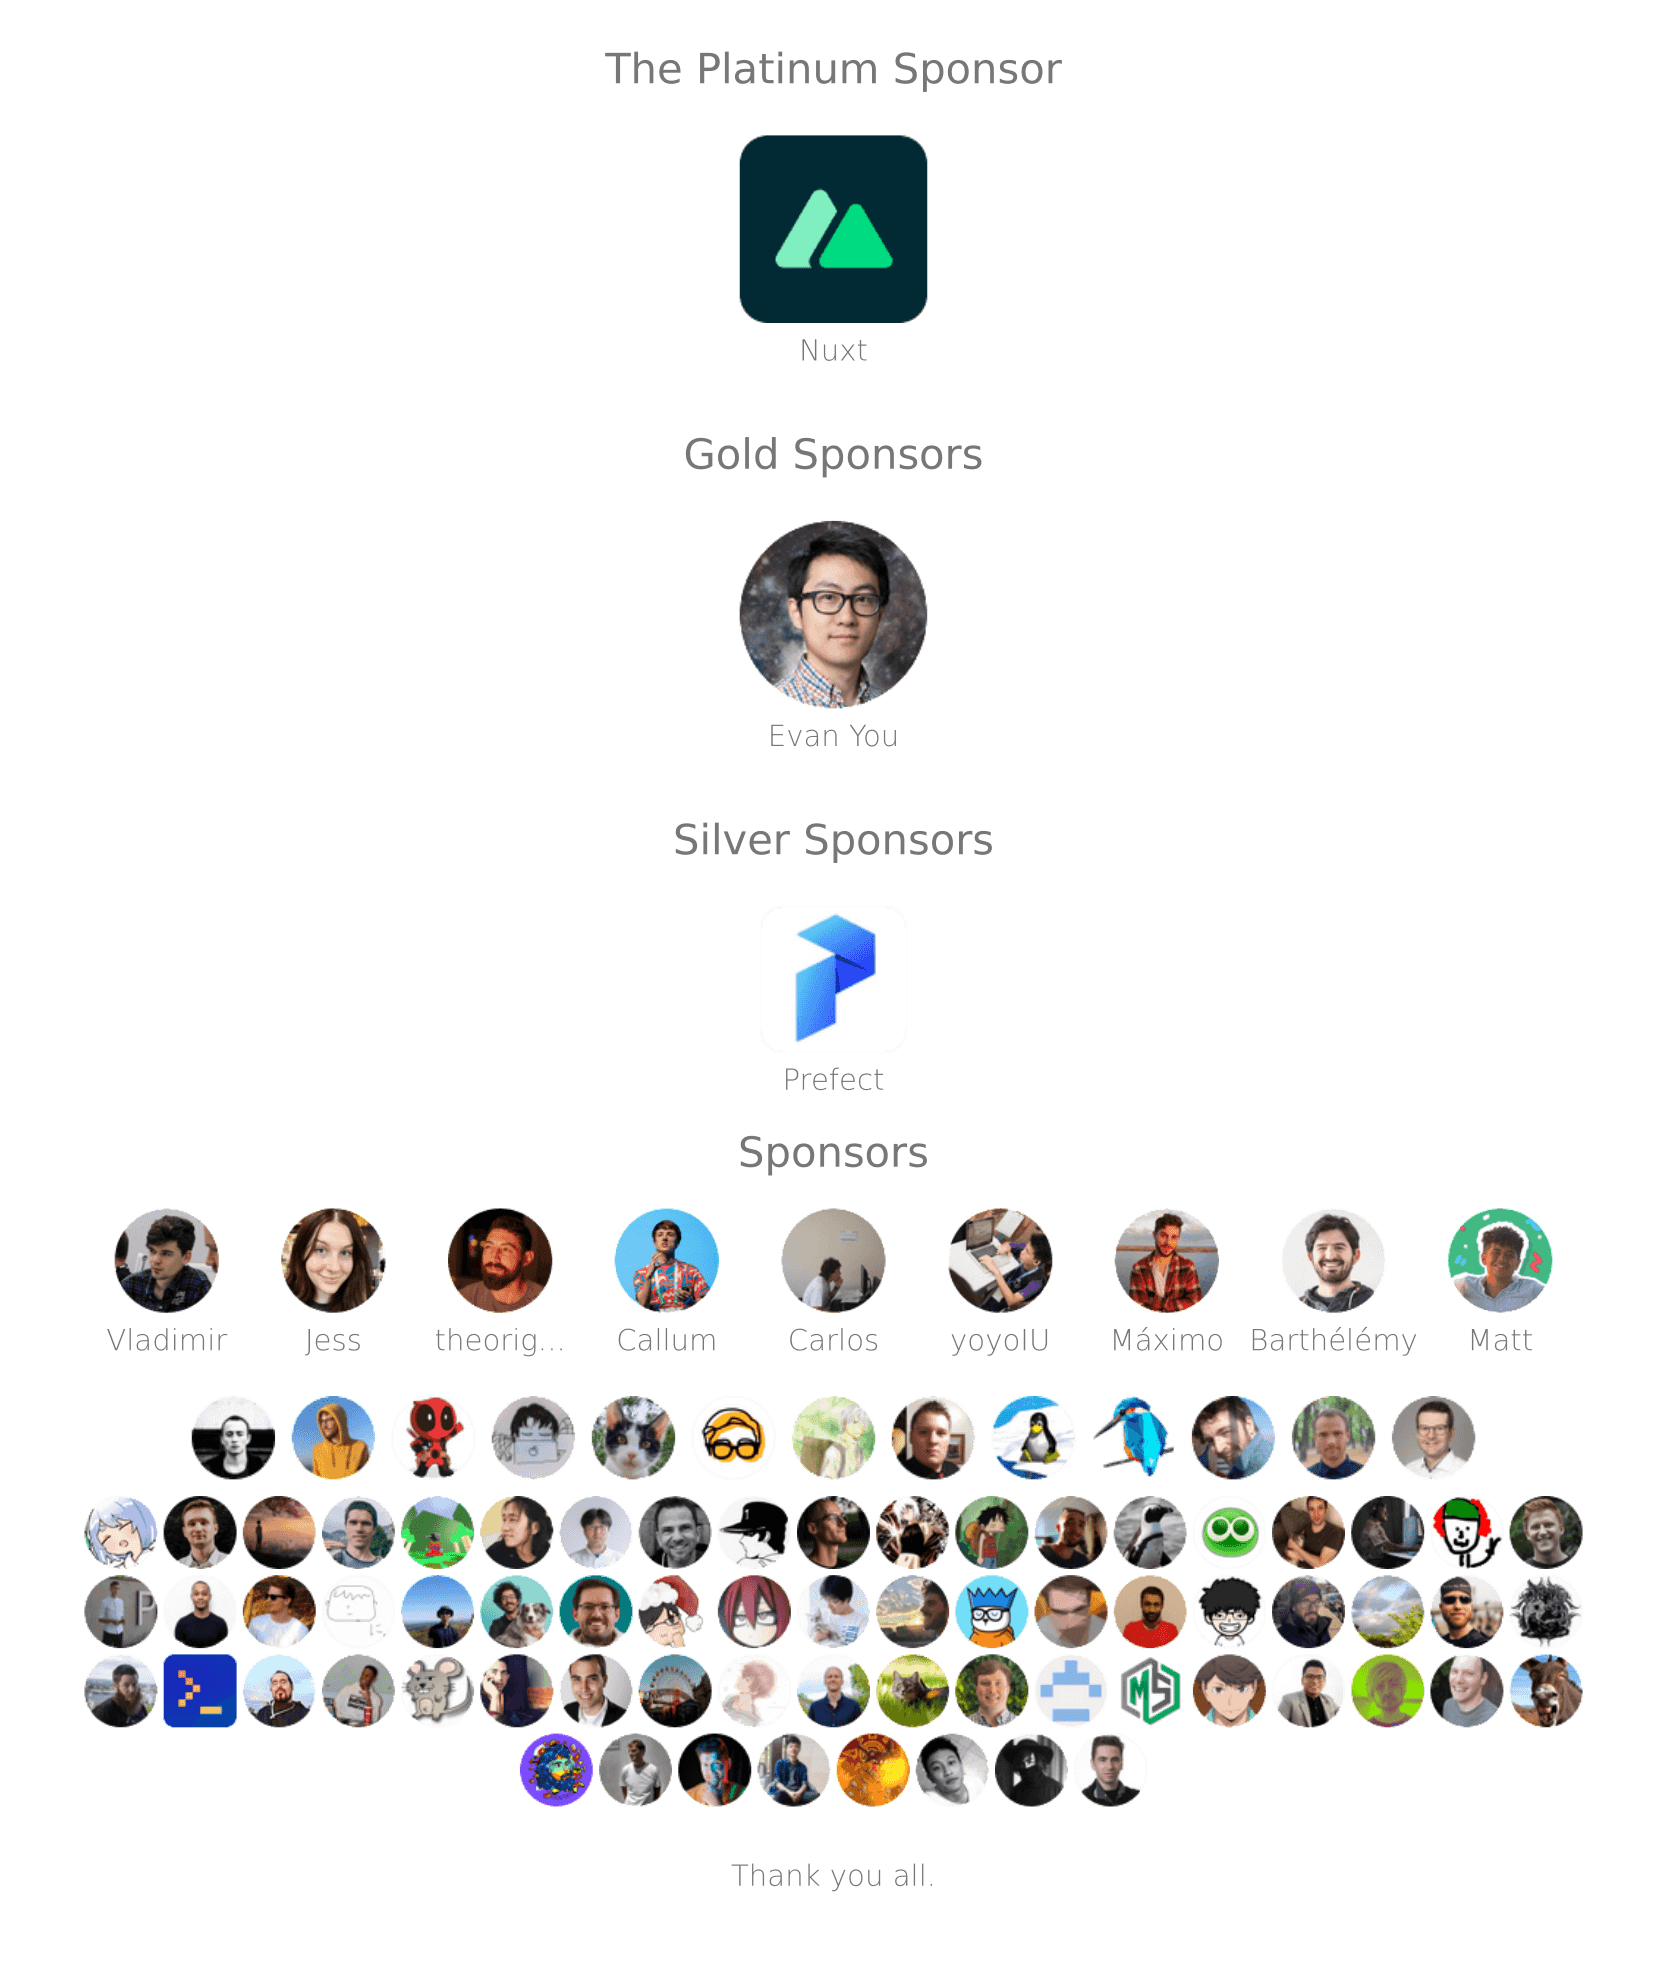 The Platinum Sponsor
Nuxt
Gold Sponsors
Evan You
Silver Sponsors
Prefect
Sponsors
Vladimir Jess theorig... Callum Carlos yoyoIU Máximo Barthélémy Matt
Thank you all.